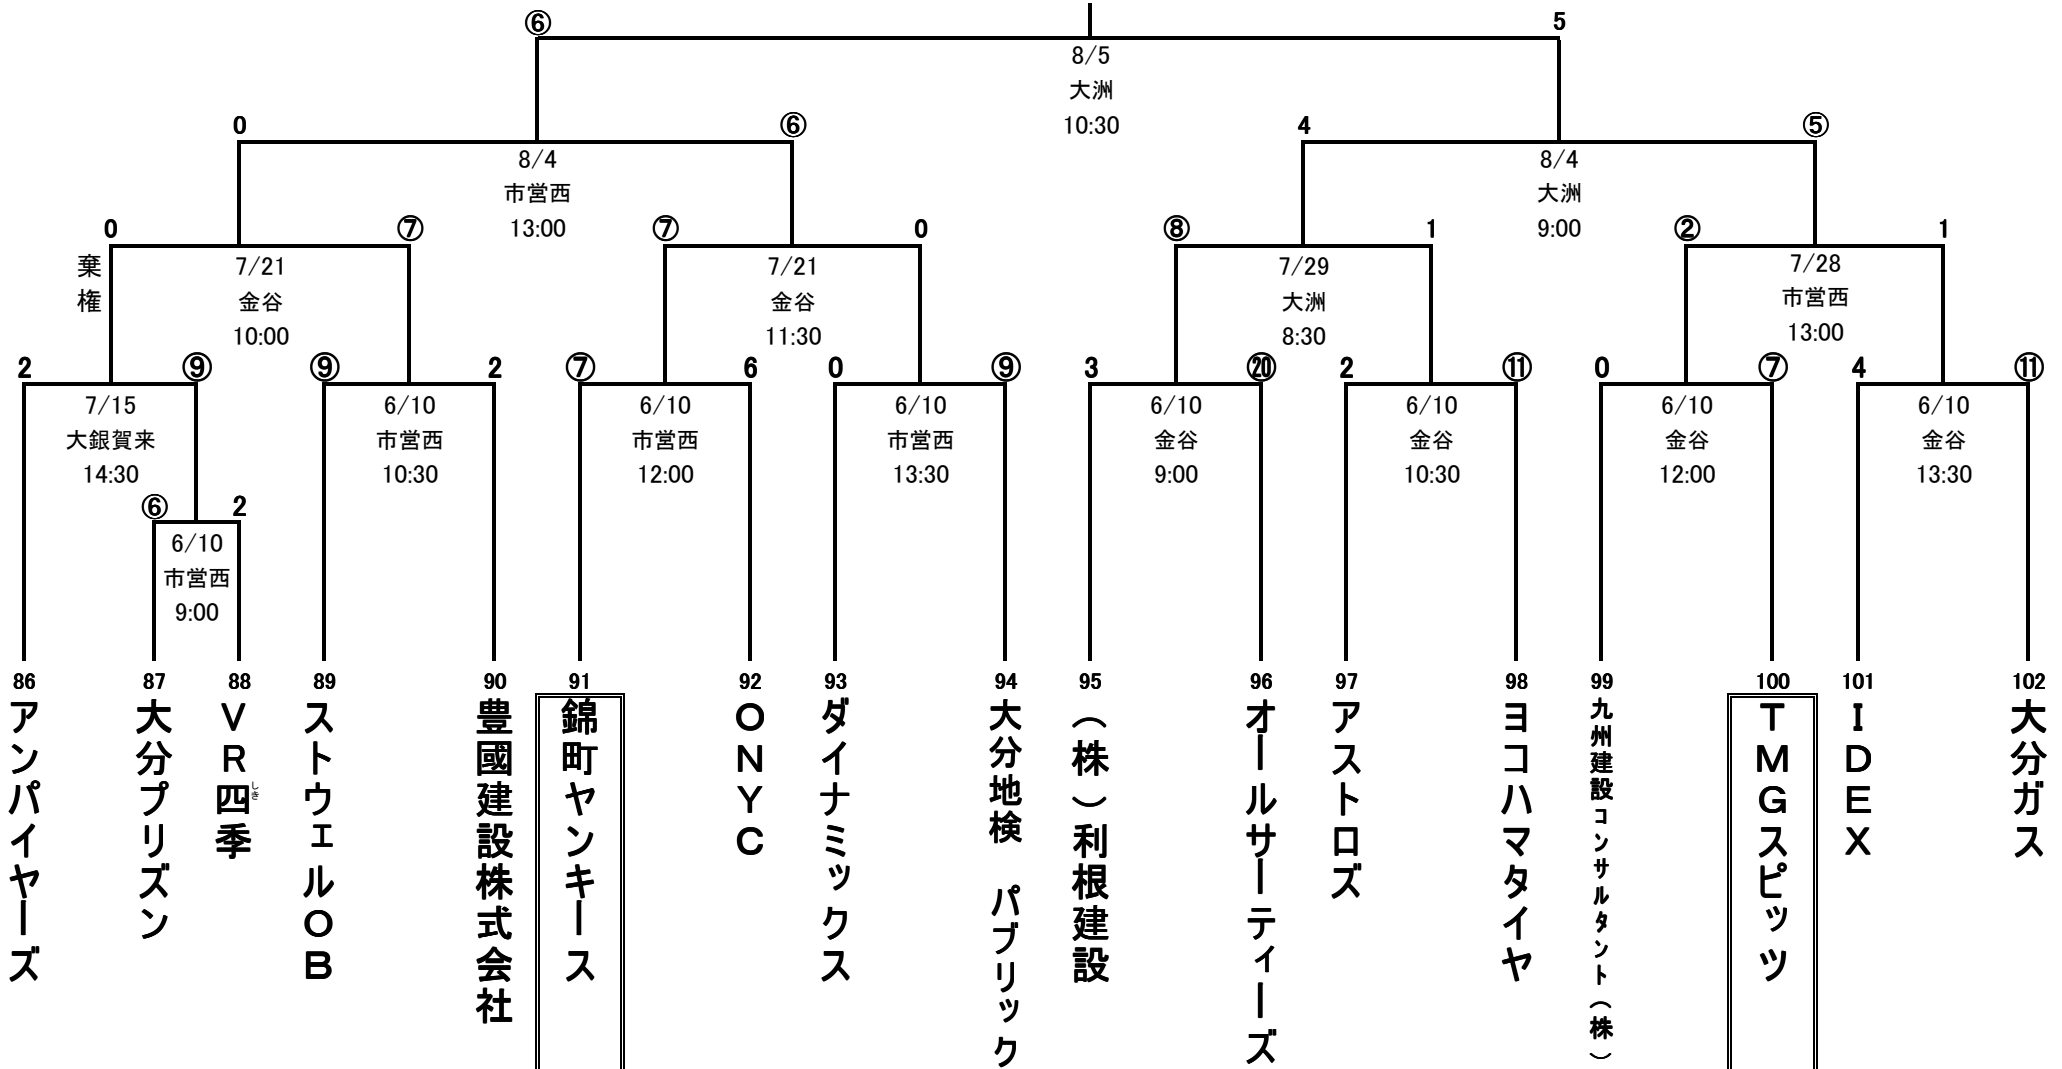 ⑥ 5
8/5
大洲
10:30
0 ⑥ 4 ⑤
8/4
市営西
13:00
8/4
大洲
9:00
0 ⑦ ⑦ 0 ⑧ 1 ② 1
棄権
7/21
金谷
10:00
7/21
金谷
11:30
7/29
大洲
8:30
7/28
市営西
13:00
2 ⑨ ⑨ 2 ⑦ 6 0 ⑨ 3 ⑳ 2 ⑪ 0 ⑦ 4 ⑪
7/15
大銀賀来
14:30
6/10
市営西
10:30
6/10
市営西
12:00
6/10
市営西
13:30
6/10
金谷
9:00
6/10
金谷
10:30
6/10
金谷
12:00
6/10
金谷
13:30
⑥ 2
6/10
市営西
9:00
86 87 88 89 90 91 92 93 94 95 96 97 98 99 100 101 102
アンパイヤーズ
大分プリズン
VR四季
しき
ストウェルOB
豊國建設株式会社
錦町ヤンキース
ONYC
ダイナミックス
大分地検 パブリック
(株)利根建設
オールサーティーズ
アストロズ
ヨコハマタイヤ
九州建設コンサルタント(株)
TMGスピッツ
IDEX
大分ガス